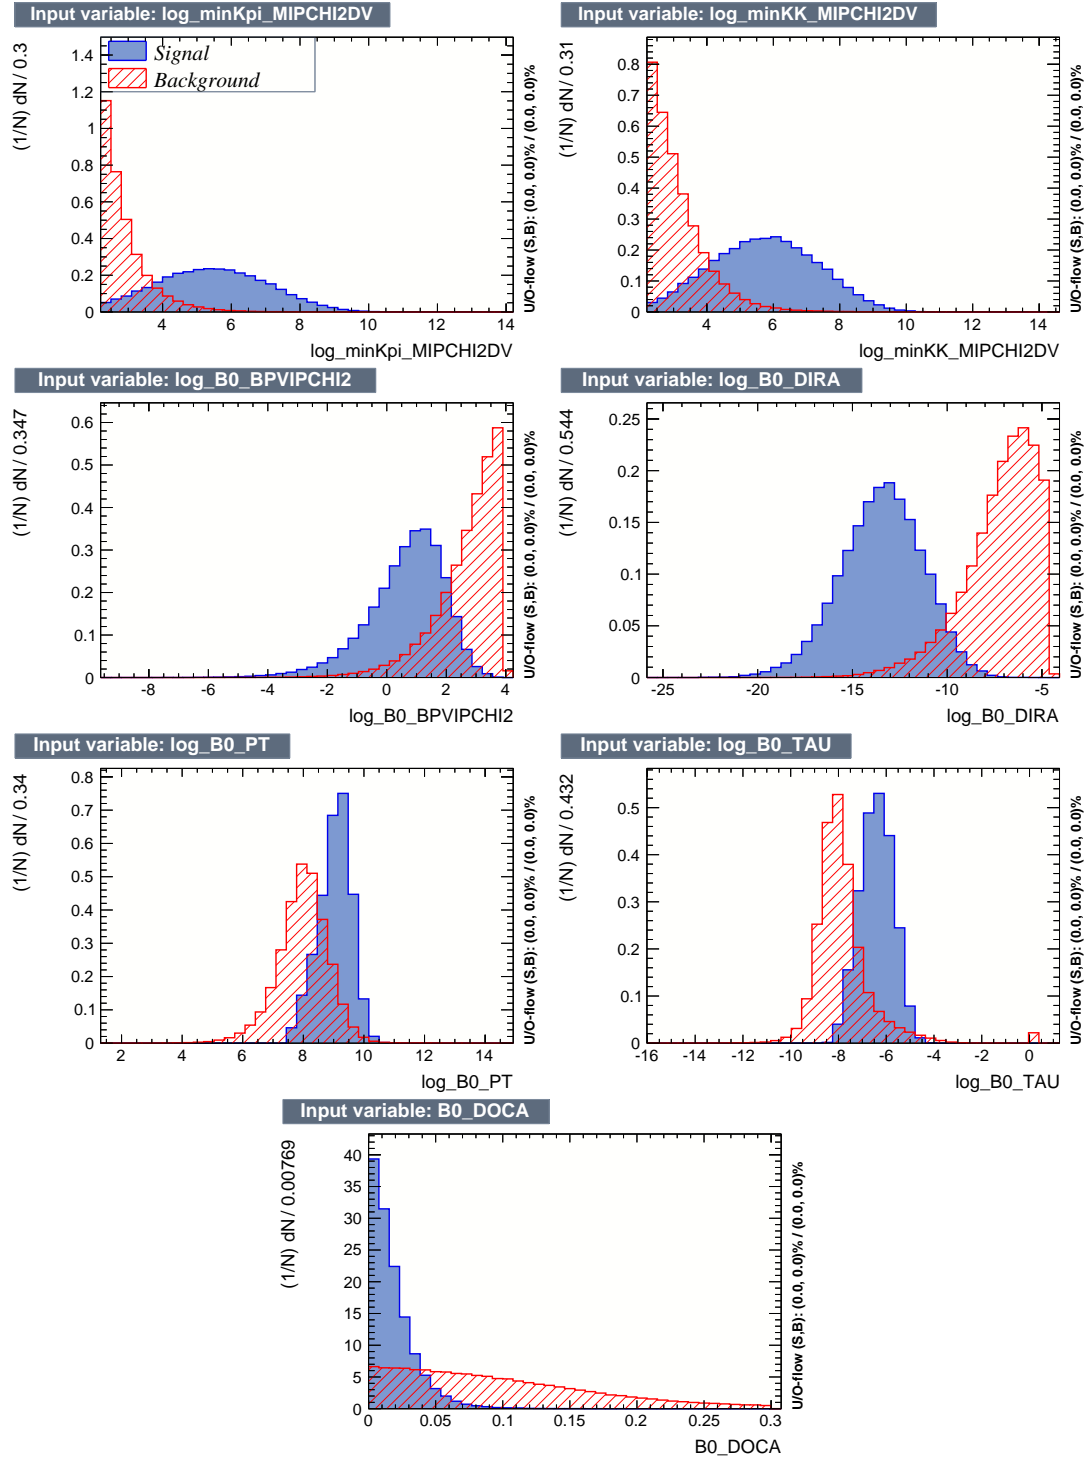 Input variable: log_minKpi_MIPCHI2DV
(1/N) dN / 0.3
1.4
1.2
1
0.8
0.6
0.4
0.2
0
Signal
Background
4 6 8 10 12 14
log_minKpi_MIPCHI2DV
U/O-flow (S,B): (0.0, 0.0)% / (0.0, 0.0)%
Input variable: log_minKK_MIPCHI2DV
(1/N) dN / 0.31
0.8
0.7
0.6
0.5
0.4
0.3
0.2
0.1
0
4 6 8 10 12 14
log_minKK_MIPCHI2DV
U/O-flow (S,B): (0.0, 0.0)% / (0.0, 0.0)%
Input variable: log_B0_BPVIPCHI2
(1/N) dN / 0.347
0.6
0.5
0.4
0.3
0.2
0.1
0
-8 -6 -4 -2 0 2 4
log_B0_BPVIPCHI2
U/O-flow (S,B): (0.0, 0.0)% / (0.0, 0.0)%
Input variable: log_B0_DIRA
(1/N) dN / 0.544
0.25
0.2
0.15
0.1
0.05
0
-25 -20 -15 -10 -5
log_B0_DIRA
U/O-flow (S,B): (0.0, 0.0)% / (0.0, 0.0)%
Input variable: log_B0_PT
(1/N) dN / 0.34
0.8
0.7
0.6
0.5
0.4
0.3
0.2
0.1
0
2 4 6 8 10 12 14
log_B0_PT
U/O-flow (S,B): (0.0, 0.0)% / (0.0, 0.0)%
Input variable: log_B0_TAU
(1/N) dN / 0.432
0.5
0.4
0.3
0.2
0.1
0
-16 -14 -12 -10 -8 -6 -4 -2 0
log_B0_TAU
U/O-flow (S,B): (0.0, 0.0)% / (0.0, 0.0)%
Input variable: B0_DOCA
(1/N) dN / 0.00769
40
35
30
25
20
15
10
5
0
0 0.05 0.1 0.15 0.2 0.25 0.3
B0_DOCA
U/O-flow (S,B): (0.0, 0.0)% / (0.0, 0.0)%